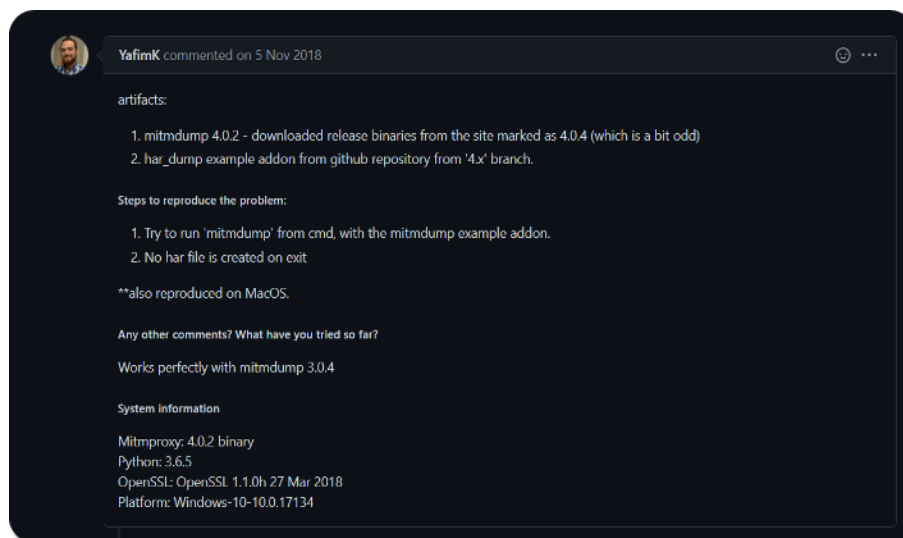 YafimK commented on 5 Nov 2018
artifacts:
1. mitmdump 4.0.2 - downloaded release binaries from the site marked as 4.0.4 (which is a bit odd)
2. har_dump example addon from github repository from '4.x' branch.
Steps to reproduce the problem:
1. Try to run 'mitmdump' from cmd, with the mitmdump example addon.
2. No har file is created on exit
**also reproduced on MacOS.
Any other comments? What have you tried so far?
Works perfectly with mitmdump 3.0.4
System information
Mitmproxy: 4.0.2 binary
Python: 3.6.5
OpenSSL: OpenSSL 1.1.0h 27 Mar 2018
Platform: Windows-10-10.0.17134